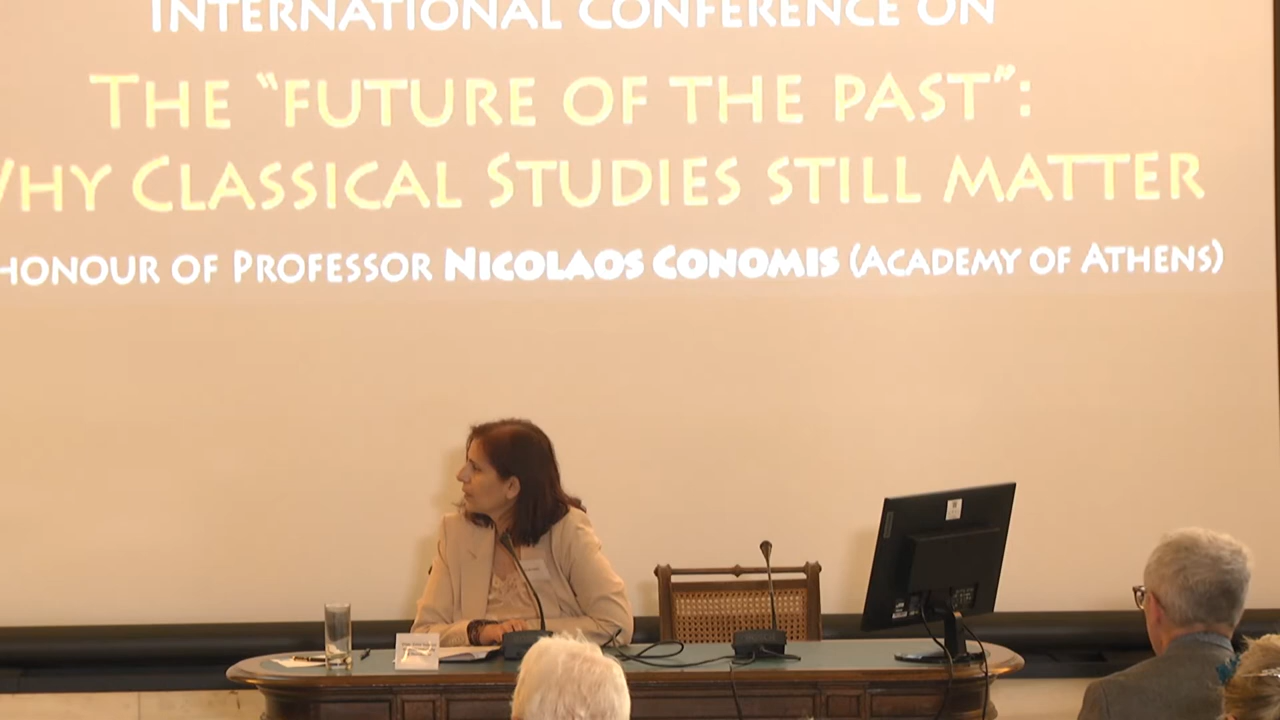 INTERNATIONAL CONFERENCE ON
THE “FUTURE OF THE PAST”:
WHY CLASSICAL STUDIES STILL MATTER
HONOUR OF PROFESSOR NICOLAOS CONOMIS (ACADEMY OF ATHENS)